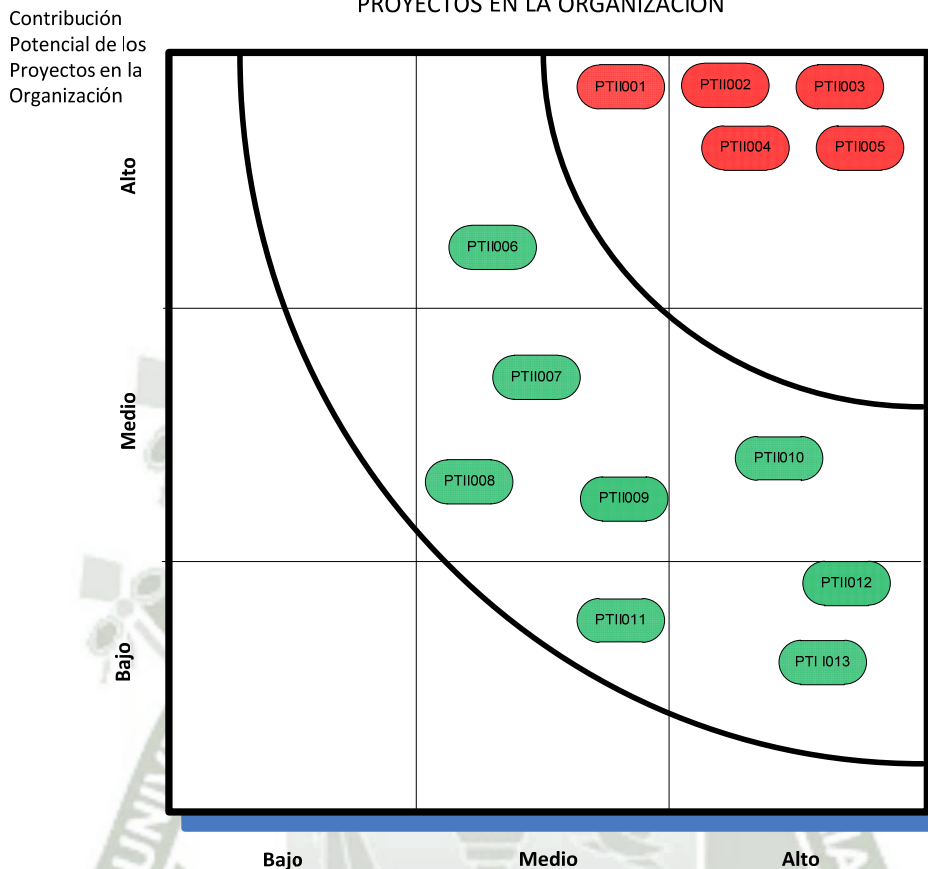 PROYECTOS EN LA ORGANIZACIÓN
Contribución
Potencial de los
Proyectos en la
Organización
Alto
PTII001
PTII002
PTII003
PTII004
PTII005
PTII006
Medio
PTII007
PTII008
PTII009
PTII010
Bajo
PTII011
PTII012
PTI I013
Bajo
Medio
Alto